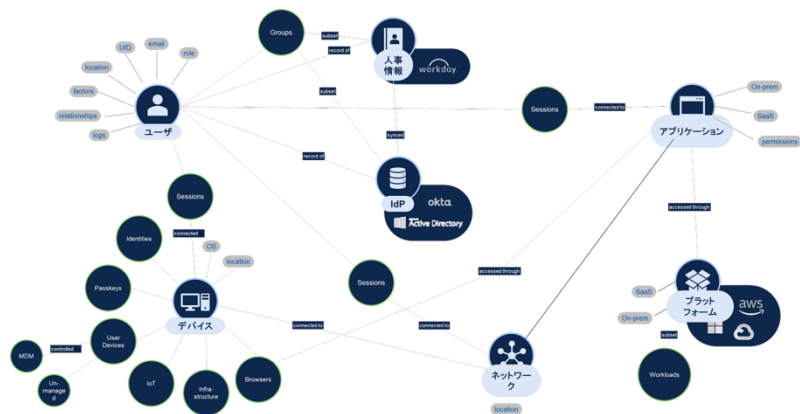 Groups
subset
record of
人事
情報
workday.
UID
email
role
location
factors
relationships
logs
ユーザ
subset
synced
record of
IdP
okta
Active Directory
Sessions
connected to
On-prem
SaaS
permissions
アプリケーション
accessed through
Sessions
connected
Identities
OS
location
Passkeys
デバイス
User
Devices
controlled
MDM
Un-
manage
d
IoT
Infra-
structure
Browsers
connected to
Sessions
accessed through
connected to
ネットワー
ク
location
SaaS
On-prem
subset
プラット
フォーム
aws
Workloads